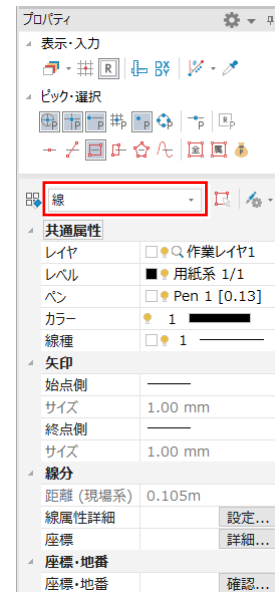 プロパティ
表示・入力
R
DX
BY
ピック・選択
P P P P P P P RP
全 属 P
線
共通属性
レイヤ 作業レイヤ1
レベル 用紙系 1/1
ペン Pen 1 [0.13]
カラー 1
線種 1
矢印
始点側
サイズ 1.00 mm
終点側
サイズ 1.00 mm
線分
距離 (現場系) 0.105m
線属性詳細 設定...
座標 詳細...
座標・地番
座標・地番 確認...